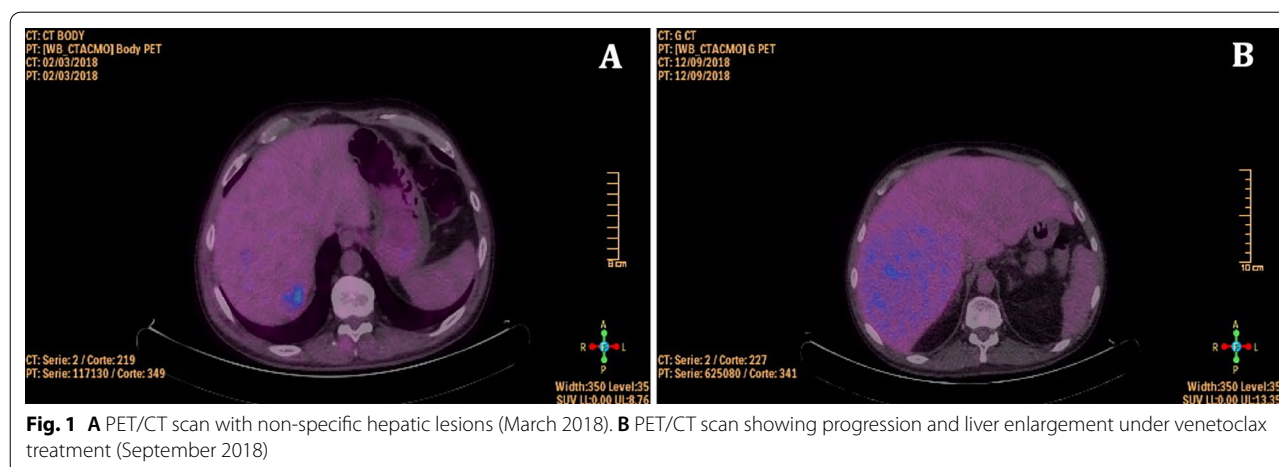 CT: CT BODY
PT: [WB_CTACMO] Body PET
CT: 02/03/2018
PT: 02/03/2018
A
8 cm
A
R F L
P
CT: Serie: 2 / Corte: 219
PT: Serie: 117130 / Corte: 349
Width:350 Level:35
SUV LL:0.00 UL:8.76
CT: G CT
PT: [WB_CTACMO] G PET
CT: 12/09/2018
PT: 12/09/2018
B
10 cm
A
R F L
P
CT: Serie: 2 / Corte: 227
PT: Serie: 625080 / Corte: 341
Width:350 Level:35
SUV LL:0.00 UL:13.35
Fig. 1 A PET/CT scan with non-specific hepatic lesions (March 2018). B PET/CT scan showing progression and liver enlargement under venetoclax
treatment (September 2018)